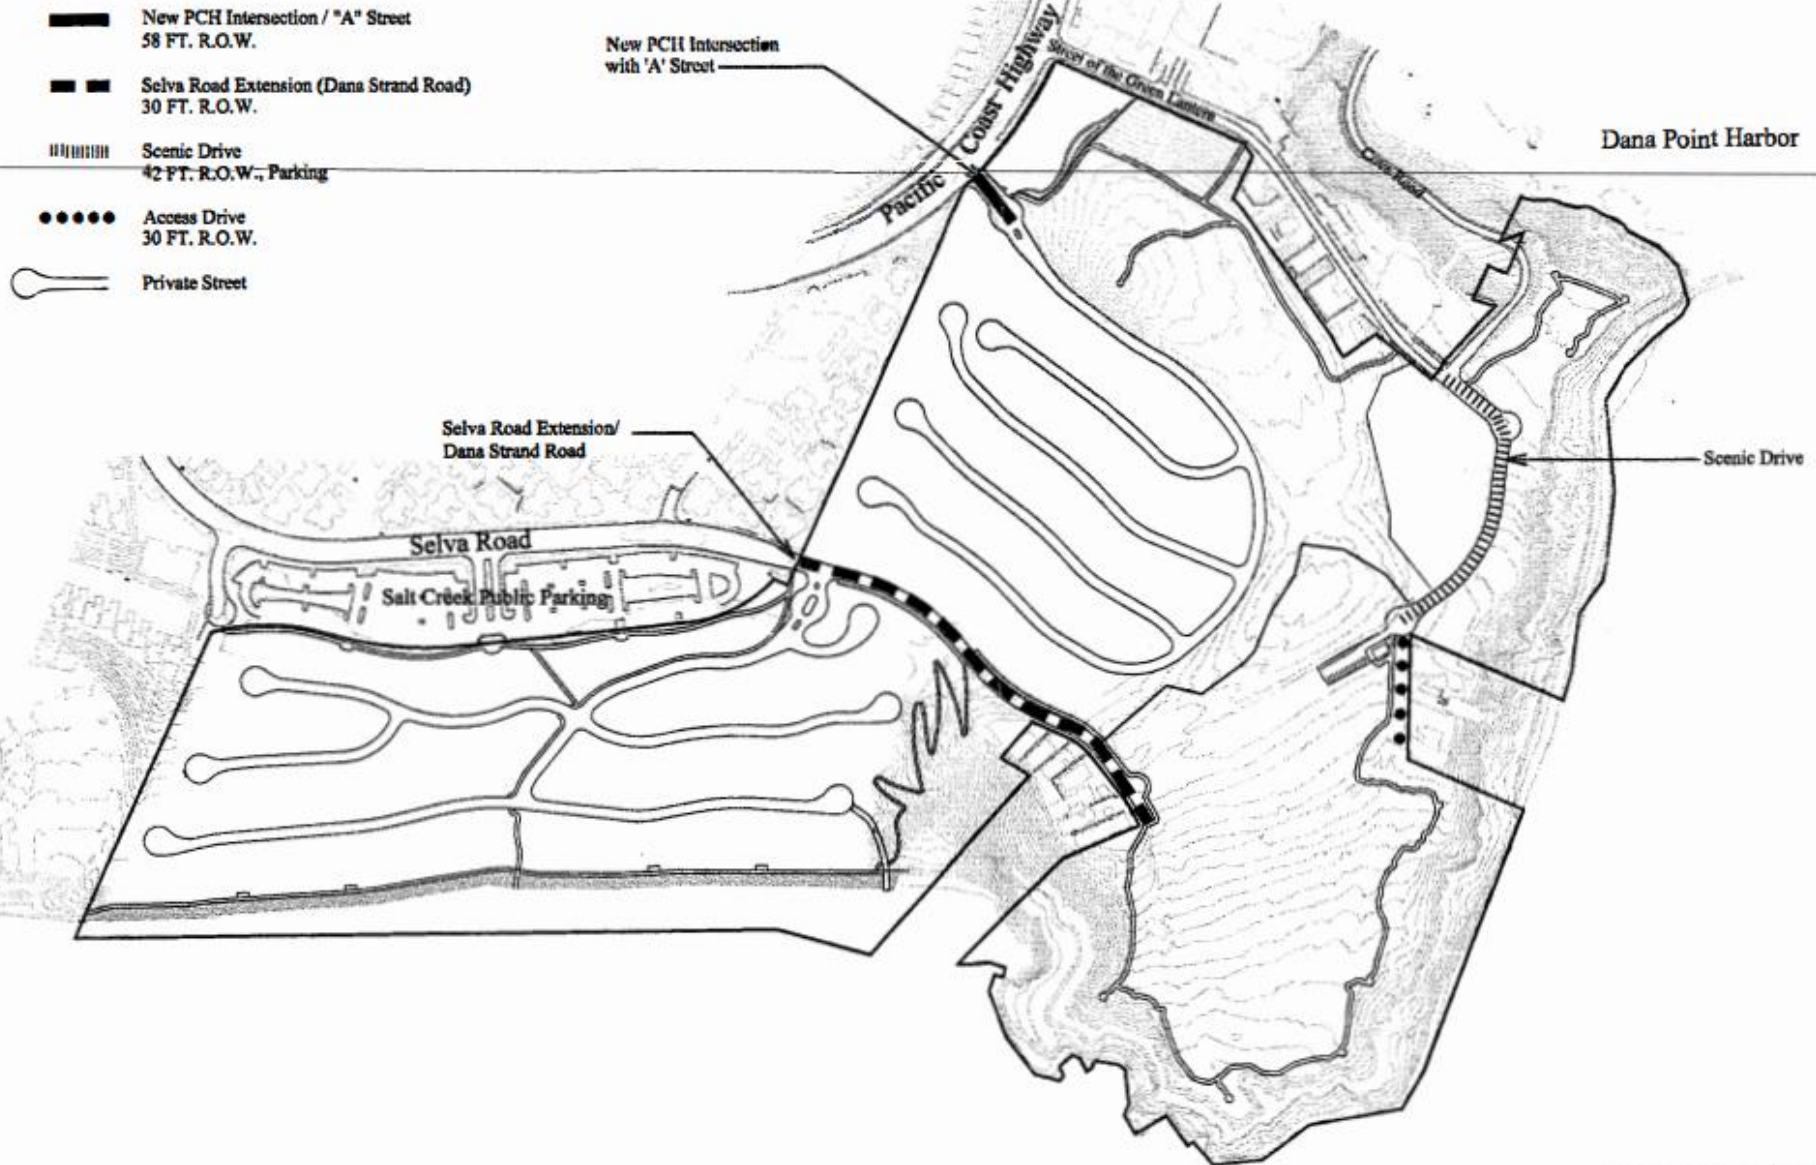 New PCH Intersection / "A" Street
58 FT. R.O.W.
Selva Road Extension (Dana Strand Road)
30 FT. R.O.W.
Scenic Drive
42 FT. R.O.W., Parking
Access Drive
30 FT. R.O.W.
Private Street
New PCH Intersection
with 'A' Street
Pacific Coast Highway
Street of the Green Lantern
Cove Road
Dana Point Harbor
Selva Road Extension/
Dana Strand Road
Scenic Drive
Selva Road
Salt Creek Public Parking